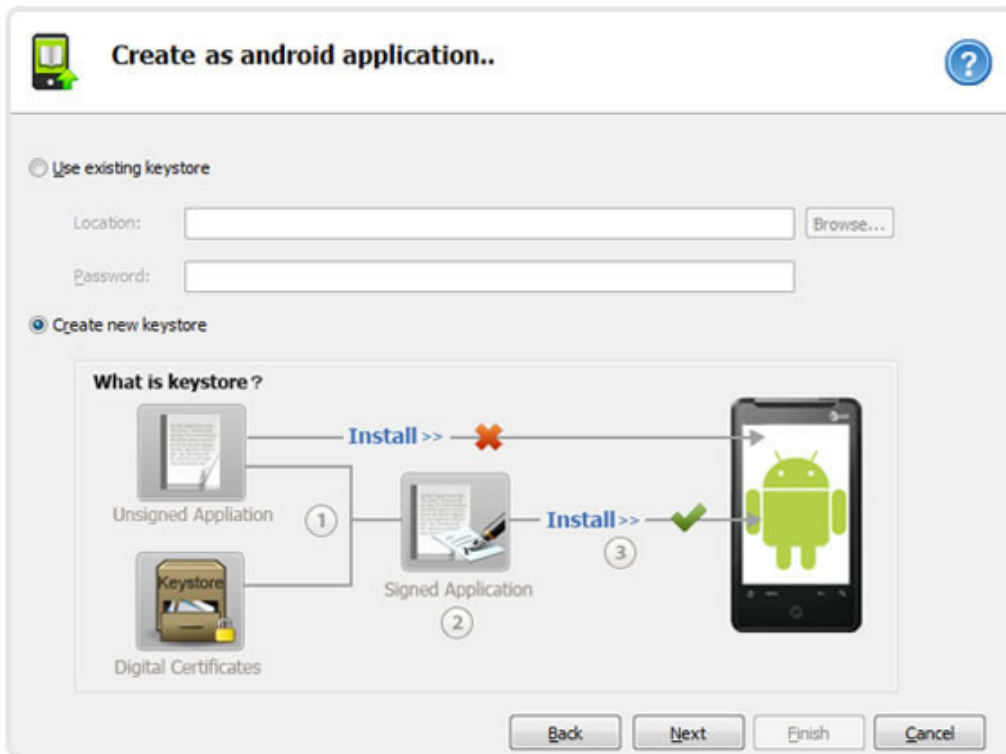 Create as android application..
?
Use existing keystore
Location:
Browse...
Password:
Create new keystore
What is keystore?
Install >>
Unsigned Appliation
1
Install >>
3
Keystore
Signed Application
2
Digital Certificates
Back
Next
Finish
Cancel